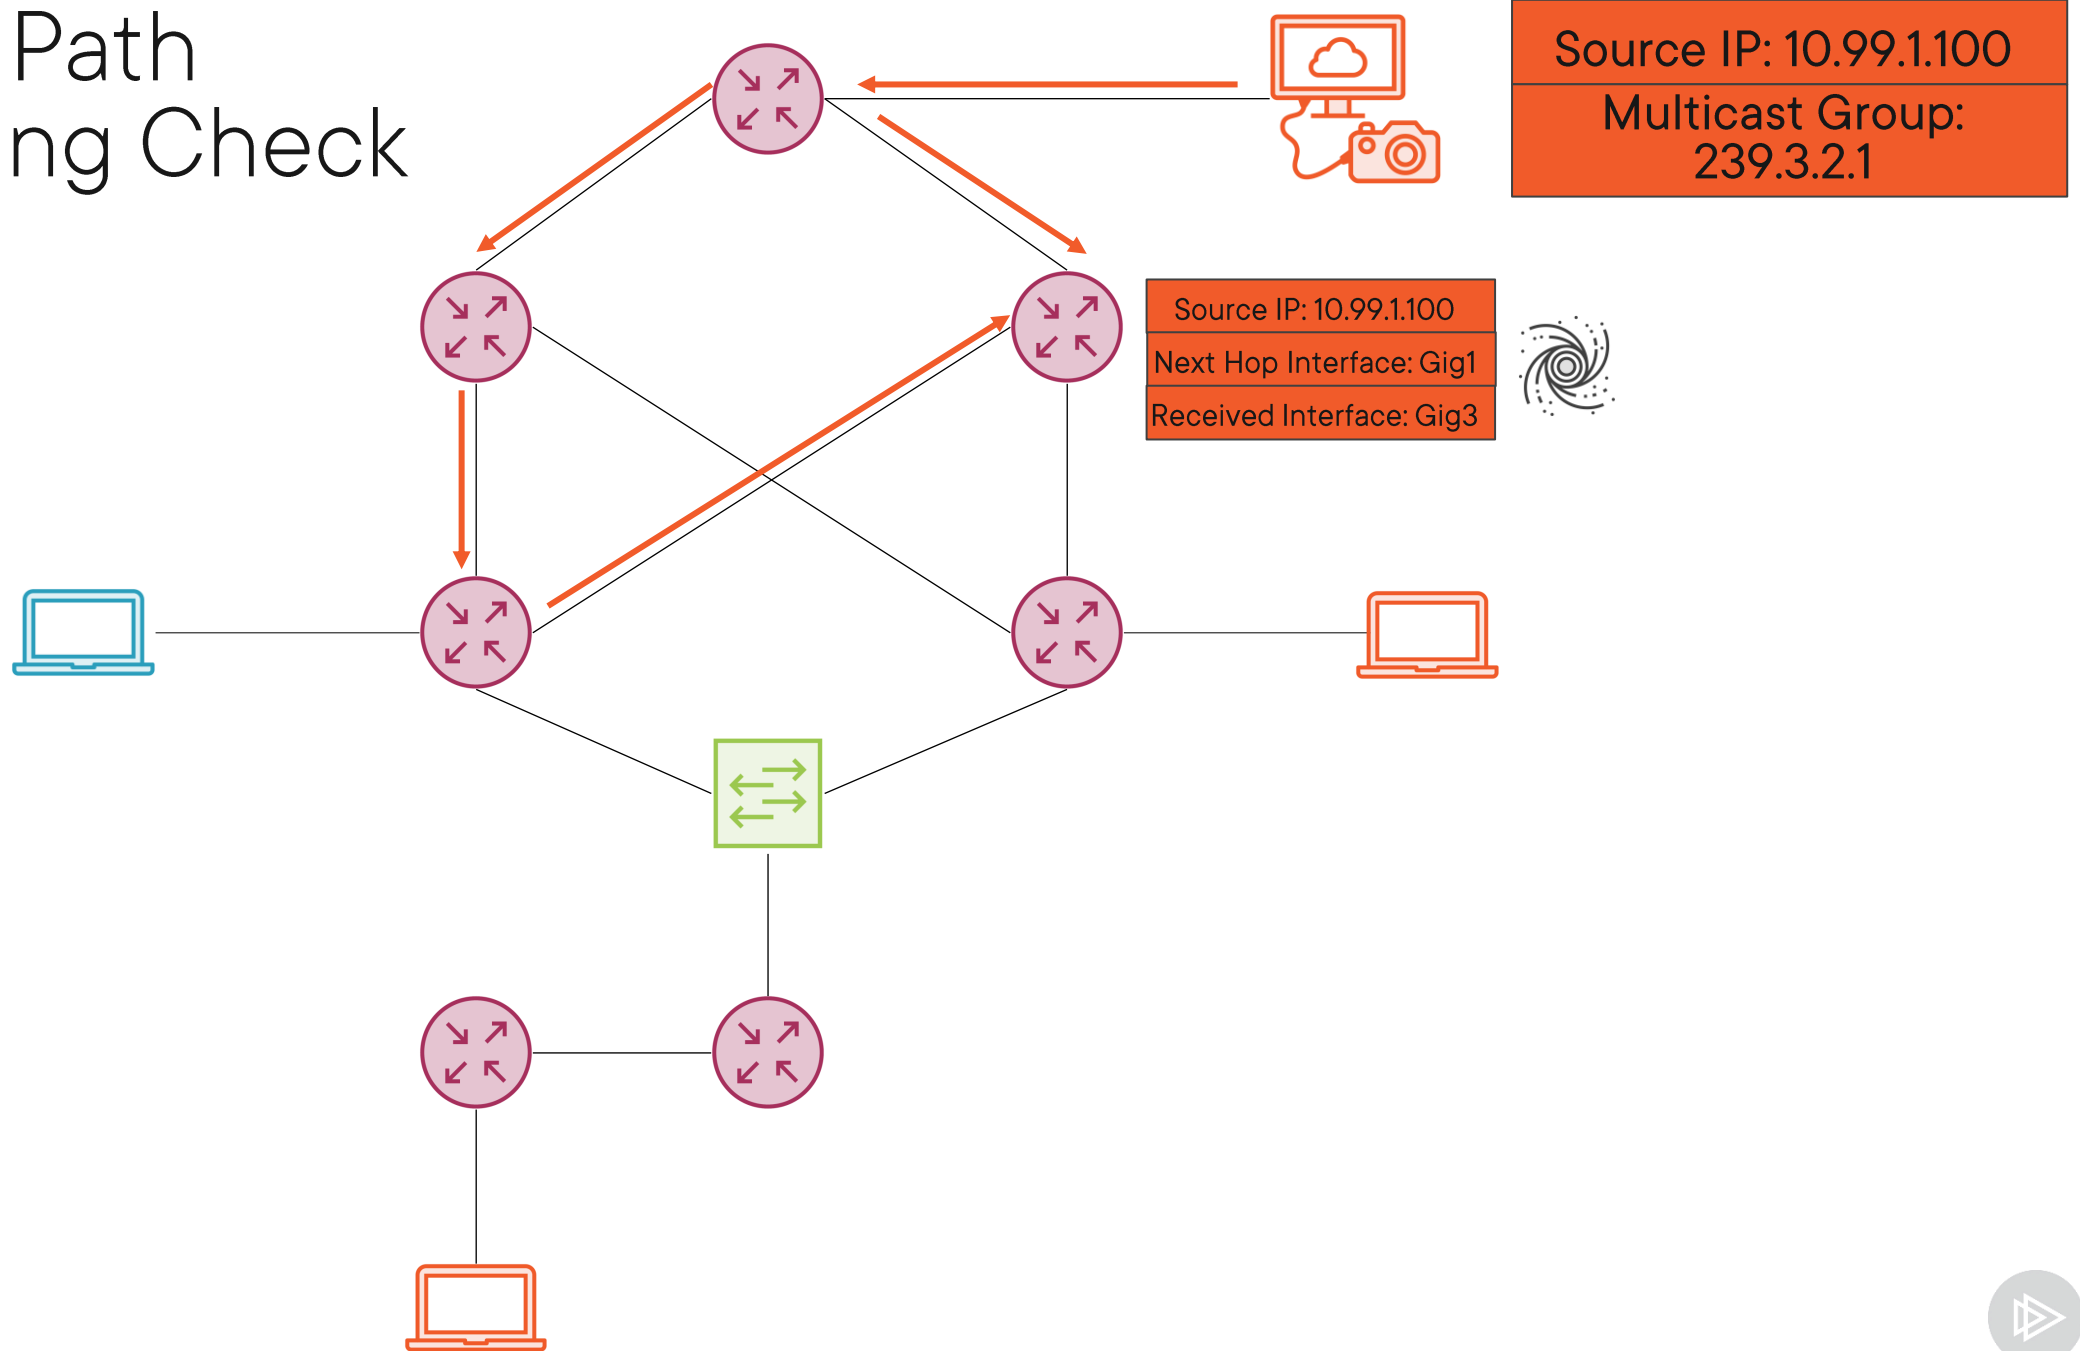 Path
ng Check
Source IP: 10.99.1.100
Multicast Group:
239.3.2.1
Source IP: 10.99.1.100
Next Hop Interface: Gig1
Received Interface: Gig3